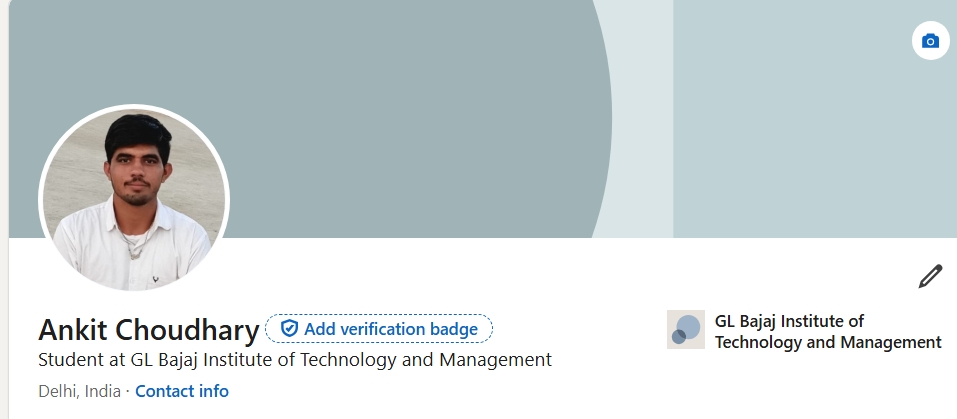 Ankit Choudhary Add verification badge
Student at GL Bajaj Institute of Technology and Management
Delhi, India · Contact info
GL Bajaj Institute of
Technology and Management